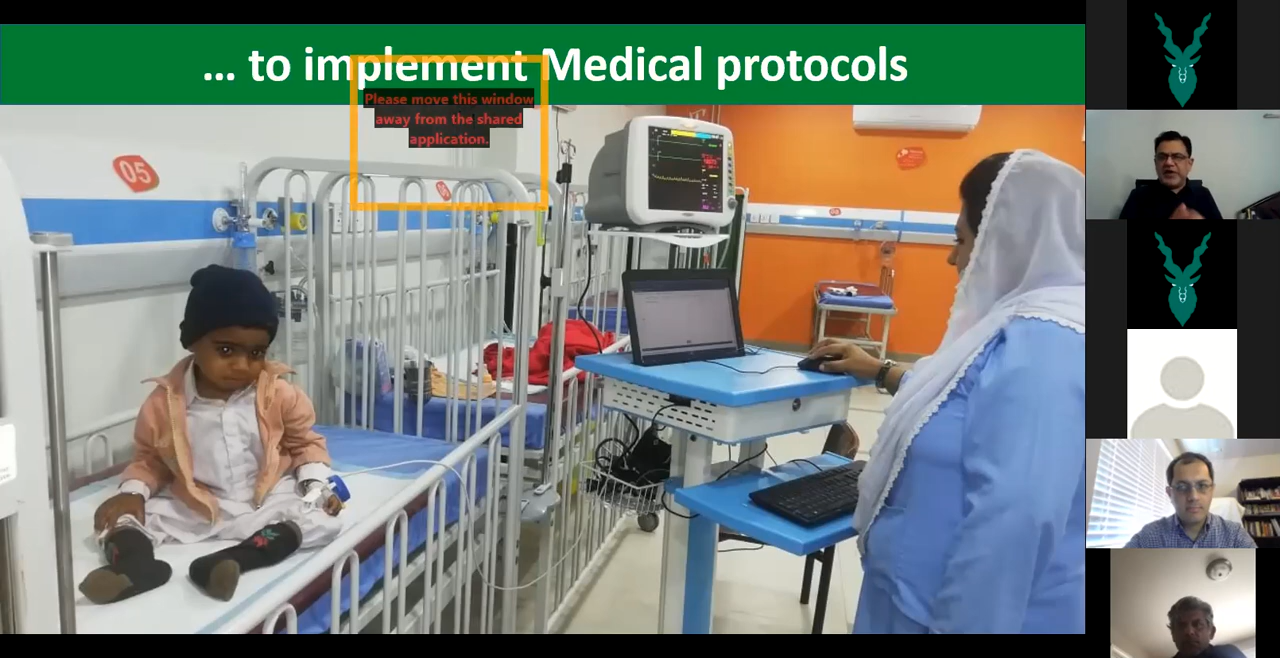 ... to implement Medical protocols
Please move this window
away from the shared
application.
05